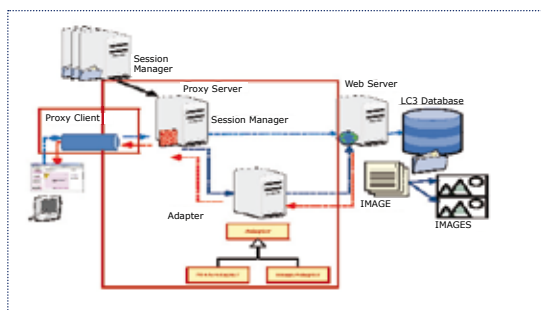 Session
Manager
Proxy Server
Web Server
LC3 Database
Proxy Client
Session Manager
Adapter
IMAGE
IMAGES